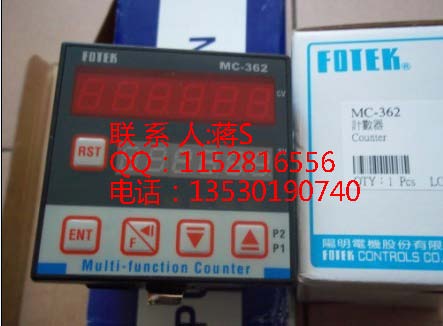 FOTEK
MC-362
CV
RST
联系人:蒋S
QQ：1152816556
电话：13530190740
ENT
F
P2
P1
Multi-function Counter
FOTEK®
MC-362
計數器
Counter
QTY: 1 Pcs
陽明電機股份有
FOTEK CONTROLS CO.